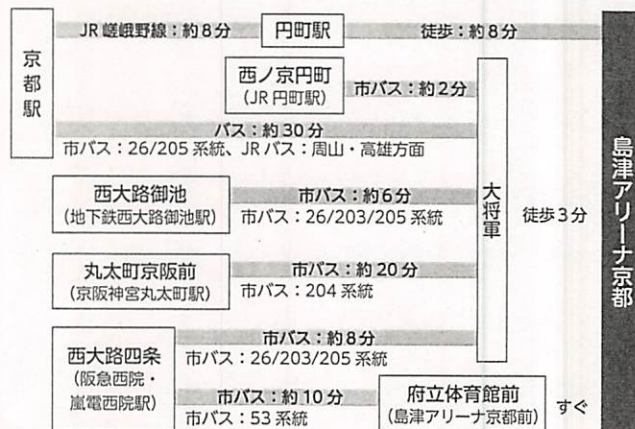 京都駅
JR嵯峨野線：約8分
円町駅
徒歩：約8分
西ノ京円町
(JR円町駅)
市バス：約2分
バス：約30分
市バス：26/205系統、JRバス：周山・高雄方面
西大路御池
(地下鉄西大路御池駅)
市バス：約6分
市バス：26/203/205系統
丸太町京阪前
(京阪神宮丸太町駅)
市バス：約20分
市バス：204系統
西大路四条
(阪急西院・
嵐電西院駅)
市バス：約8分
市バス：26/203/205系統
大将軍
徒歩3分
市バス：約10分
市バス：53系統
府立体育館前
(島津アリーナ京都前)
すぐ
島津アリーナ京都